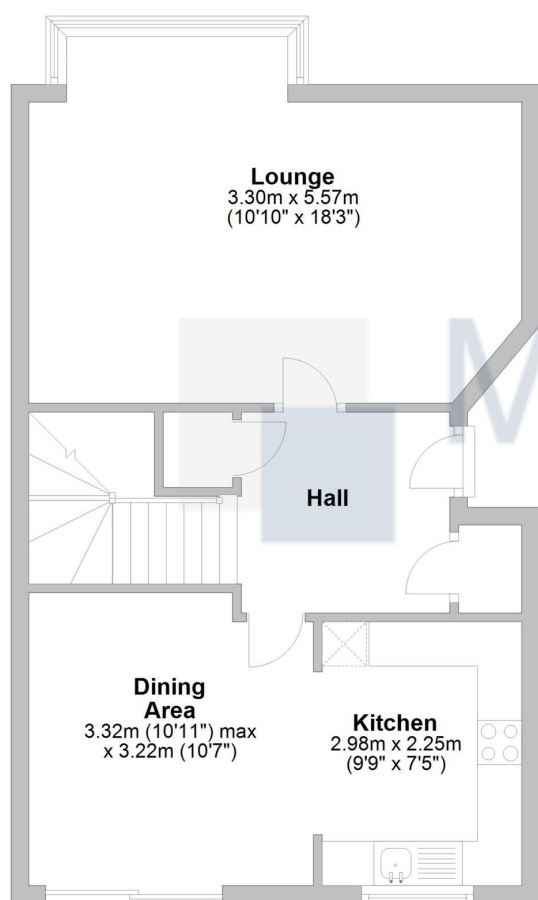 Lounge
3.30m x 5.57m
(10'10" x 18'3")
M
Hall
Dining
Area
3.32m (10'11") max
x 3.22m (10'7")
Kitchen
2.98m x 2.25m
(9'9" x 7'5")